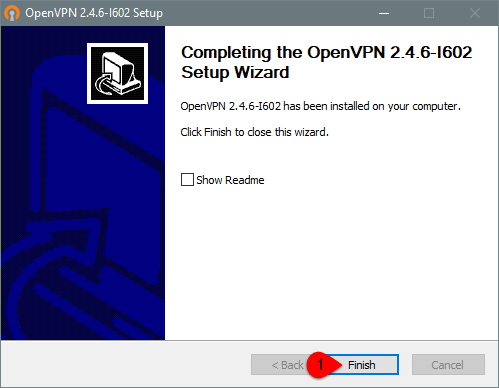 OpenVPN 2.4.6-I602 Setup
Completing the OpenVPN 2.4.6-I602
Setup Wizard
OpenVPN 2.4.6-I602 has been installed on your computer.
Click Finish to close this wizard.
Show Readme
< Back
1
Finish
Cancel